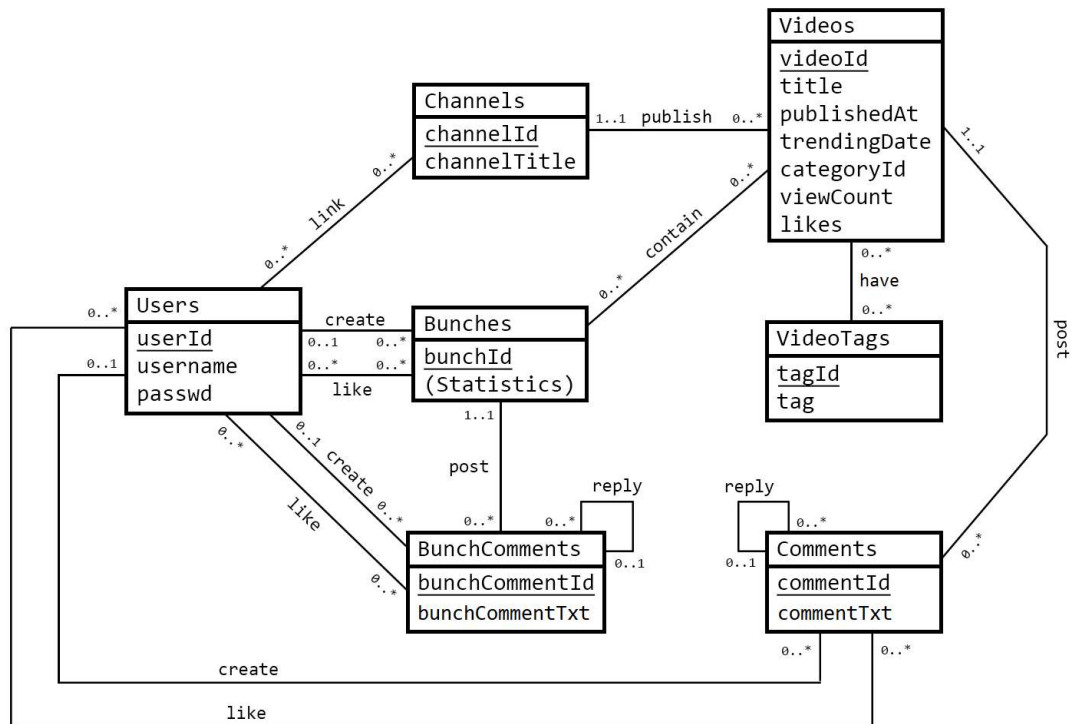 Videos
videoId
title
publishedAt
trendingDate
categoryId
viewCount
likes
Channels
channelId
channelTitle
1..1 publish 0..*
1..1
0..*
link
0..*
0..*
contain
0..*
0..*
have
0..*
VideoTags
tagId
tag
post
Users
userId
username
passwd
0..*
0..1
create
0..1 0..*
0..* 0..*
like
Bunches
bunchId
(Statistics)
1..1
post
0..*
0..1 create 0..*
0..*
like
0..*
reply
0..*
0..1
BunchComments
bunchCommentId
bunchCommentTxt
reply
0..*
0..1
Comments
commentId
commentTxt
0..*
0..* 0..*
create
like